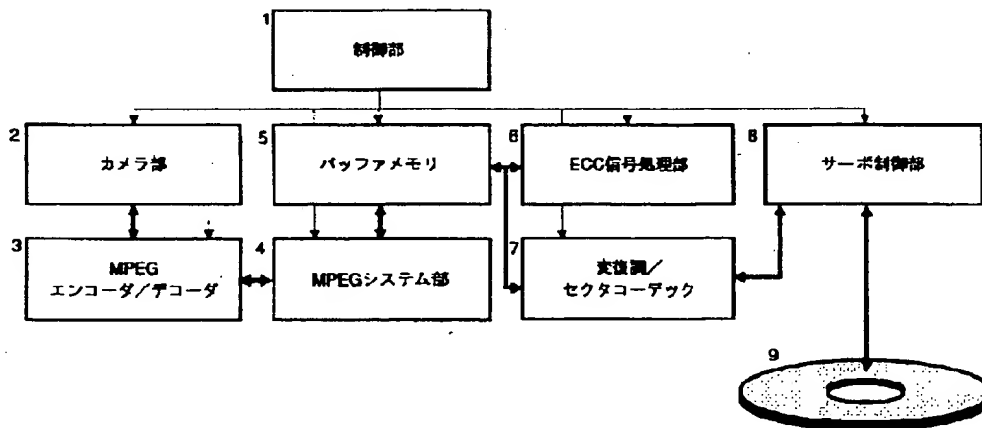 1
制御部
2
カメラ部
5
バッファメモリ
6
ECC信号処理部
8
サーボ制御部
3
MPEG
エンコーダ/デコーダ
4
MPEGシステム部
7
変復調/
セクタコーデック
9